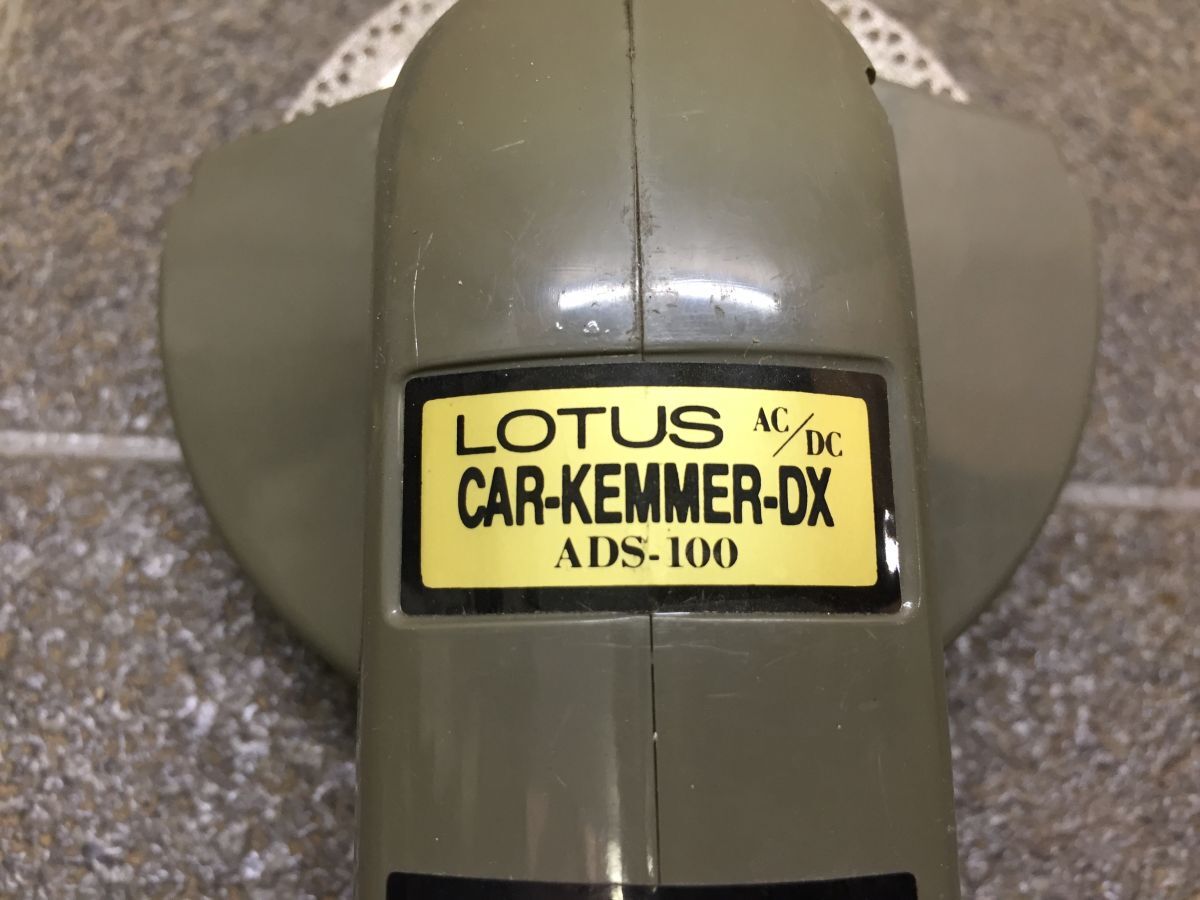 LOTUS AC/DC
CAR-KEMMER-DX
ADS-100